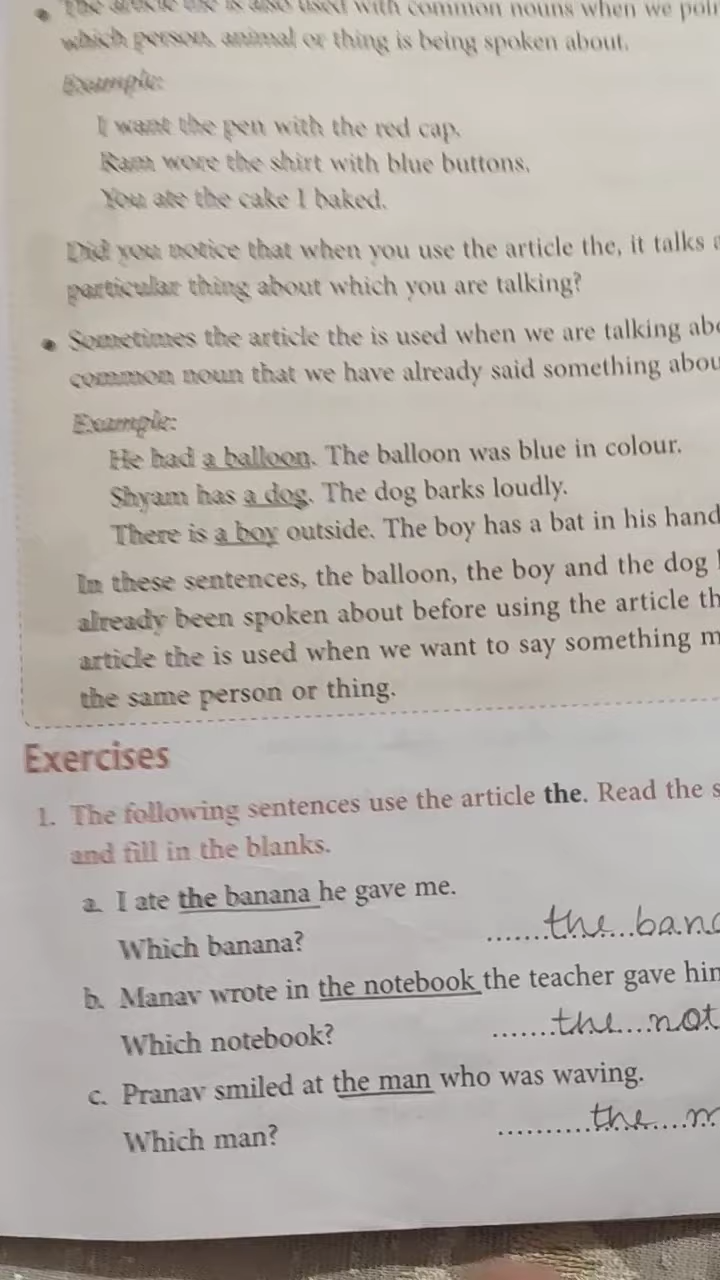 The article the is also used with common nouns when we
which person, animal or thing is being spoken about.
Example:
I want the pen with the red cap.
Ram wore the shirt with blue buttons.
You ate the cake I baked.
Did you notice that when you use the article the, it talks
particular thing about which you are talking?
Sometimes the article the is used when we are talking
common noun that we have already said something
Example:
He had a balloon. The balloon was blue in colour.
Shyam has a dog. The dog barks loudly.
There is a boy outside. The boy has a bat in his hand
In these sentences, the balloon, the boy and the dog
already been spoken about before using the article
article the is used when we want to say something
the same person or thing.
Exercises
1. The following sentences use the article the. Read the
and fill in the blanks.
a. I ate the banana he gave me.
Which banana? .......the...
b. Manav wrote in the notebook the teacher gave
Which notebook? .......the...
c. Pranav smiled at the man who was waving.
Which man? ..........the....